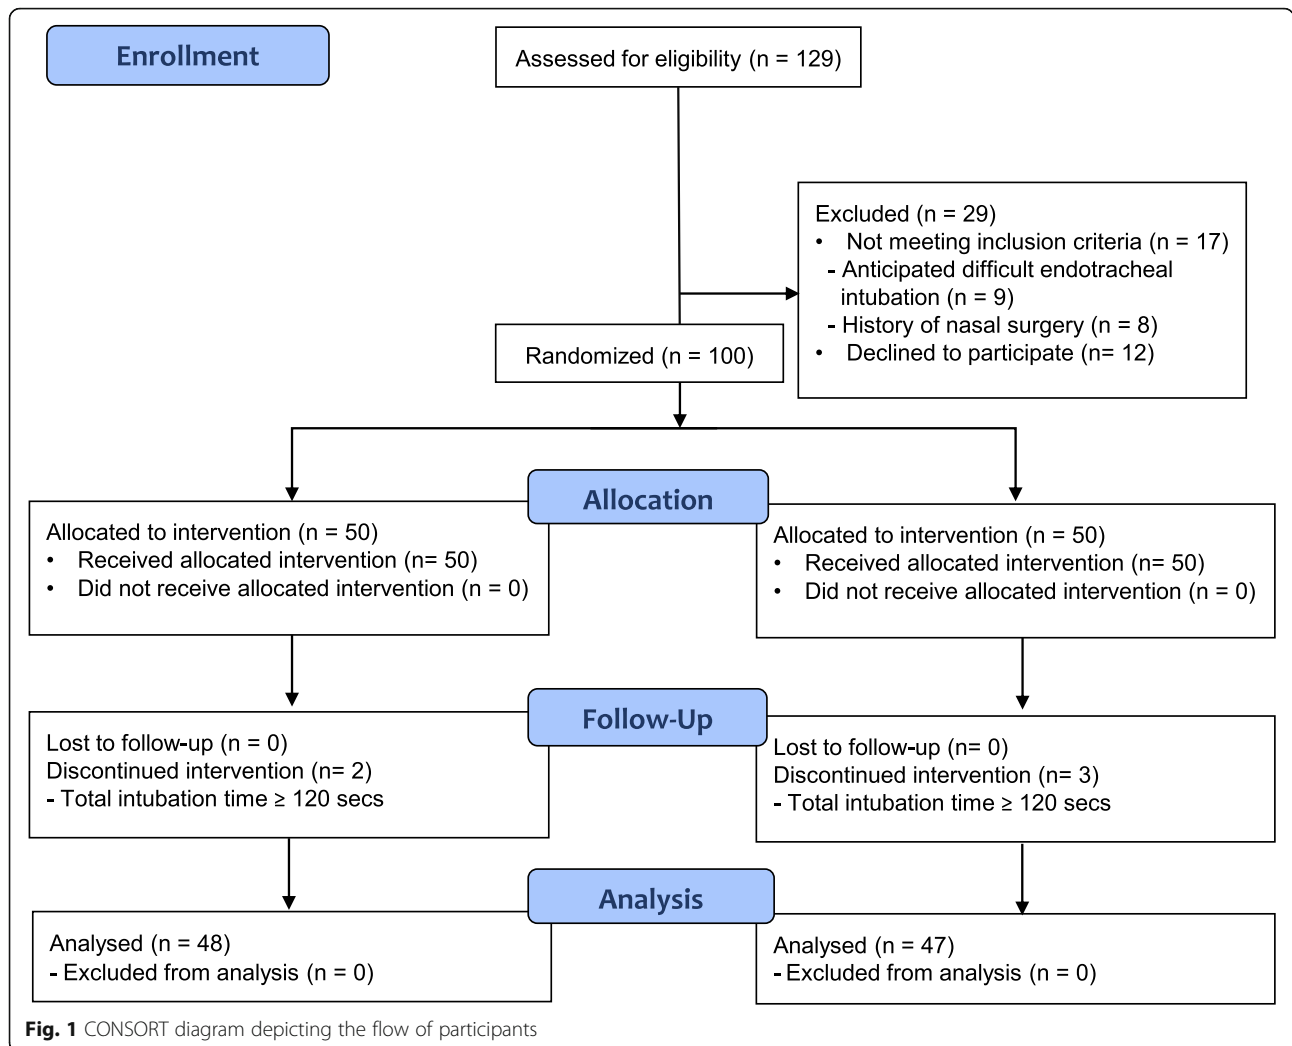 Enrollment
Assessed for eligibility (n = 129)
Excluded (n = 29)
• Not meeting inclusion criteria (n = 17)
- Anticipated difficult endotracheal
intubation (n = 9)
- History of nasal surgery (n = 8)
• Declined to participate (n= 12)
Randomized (n = 100)
Allocation
Allocated to intervention (n = 50)
• Received allocated intervention (n= 50)
• Did not receive allocated intervention (n = 0)
Allocated to intervention (n = 50)
• Received allocated intervention (n= 50)
• Did not receive allocated intervention (n = 0)
Follow-Up
Lost to follow-up (n = 0)
Discontinued intervention (n= 2)
- Total intubation time ≥ 120 secs
Lost to follow-up (n= 0)
Discontinued intervention (n= 3)
- Total intubation time ≥ 120 secs
Analysis
Analysed (n = 48)
- Excluded from analysis (n = 0)
Analysed (n = 47)
- Excluded from analysis (n = 0)
Fig. 1 CONSORT diagram depicting the flow of participants